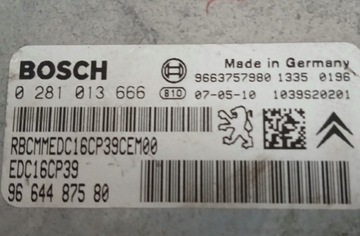 BOSCH
Made in Germany
9663757980 1335 0196
0 281 013 666 810 07-05-10 1039S20201
RBCMMEDC16CP39CEM00
EDC16CP39
96 644 875 80